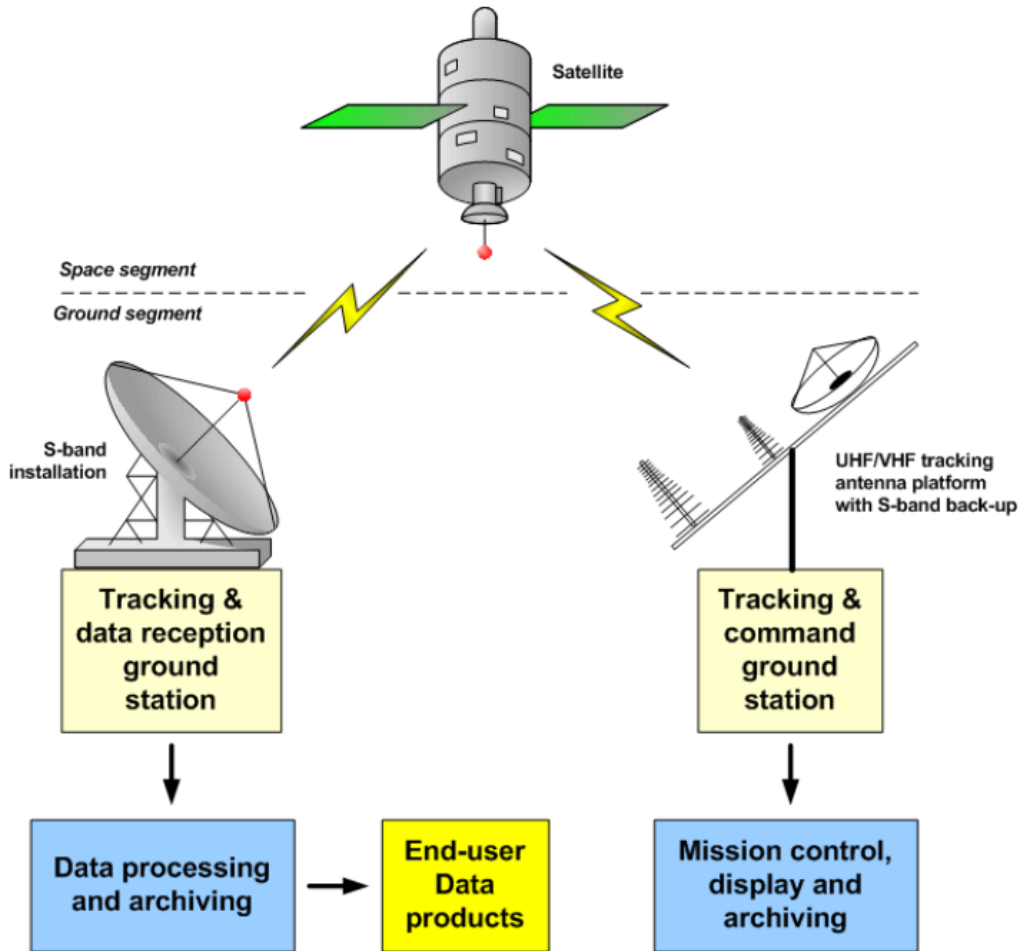 Satellite
Space segment
Ground segment
S-band
installation
UHF/VHF tracking
antenna platform
with S-band back-up
Tracking &
data reception
ground
station
Tracking &
command
ground
station
Data processing
and archiving
End-user
Data
products
Mission control,
display and
archiving